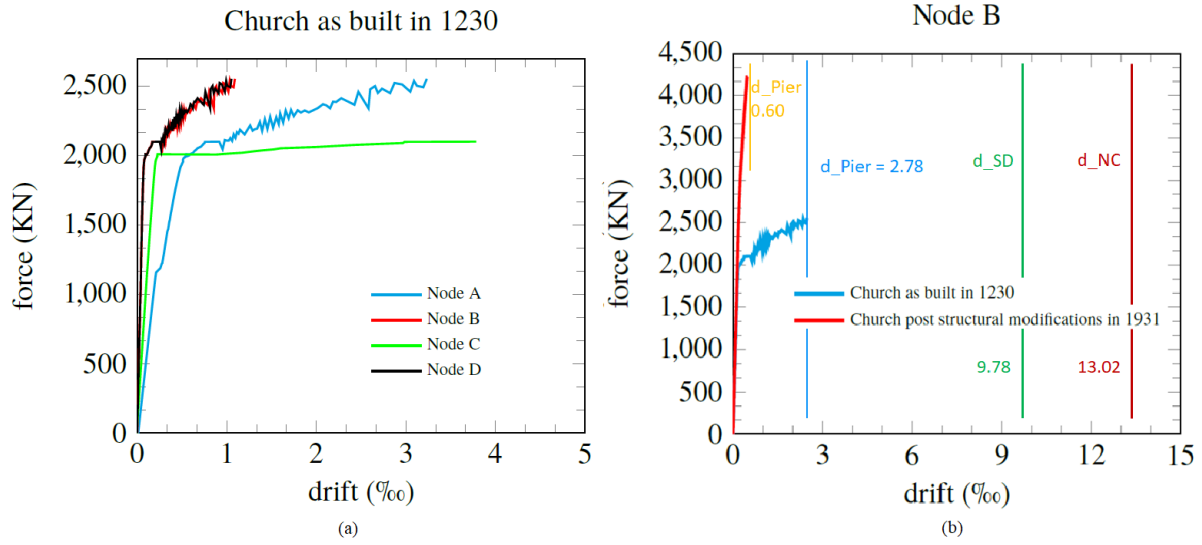 Church as built in 1230
force (KN)
2,500
2,000
1,500
1,000
500
0
0 1 2 3 4 5
drift (‰)
Node A
Node B
Node C
Node D
(a)
Node B
force (KN)
4,500
4,000
3,500
3,000
2,500
2,000
1,500
1,000
500
0
0 3 6 9 12 15
drift (‰)
d_Pier
0.60
d_Pier = 2.78
d_SD
d_NC
Church as built in 1230
Church post structural modifications in 1931
9.78
13.02
(b)